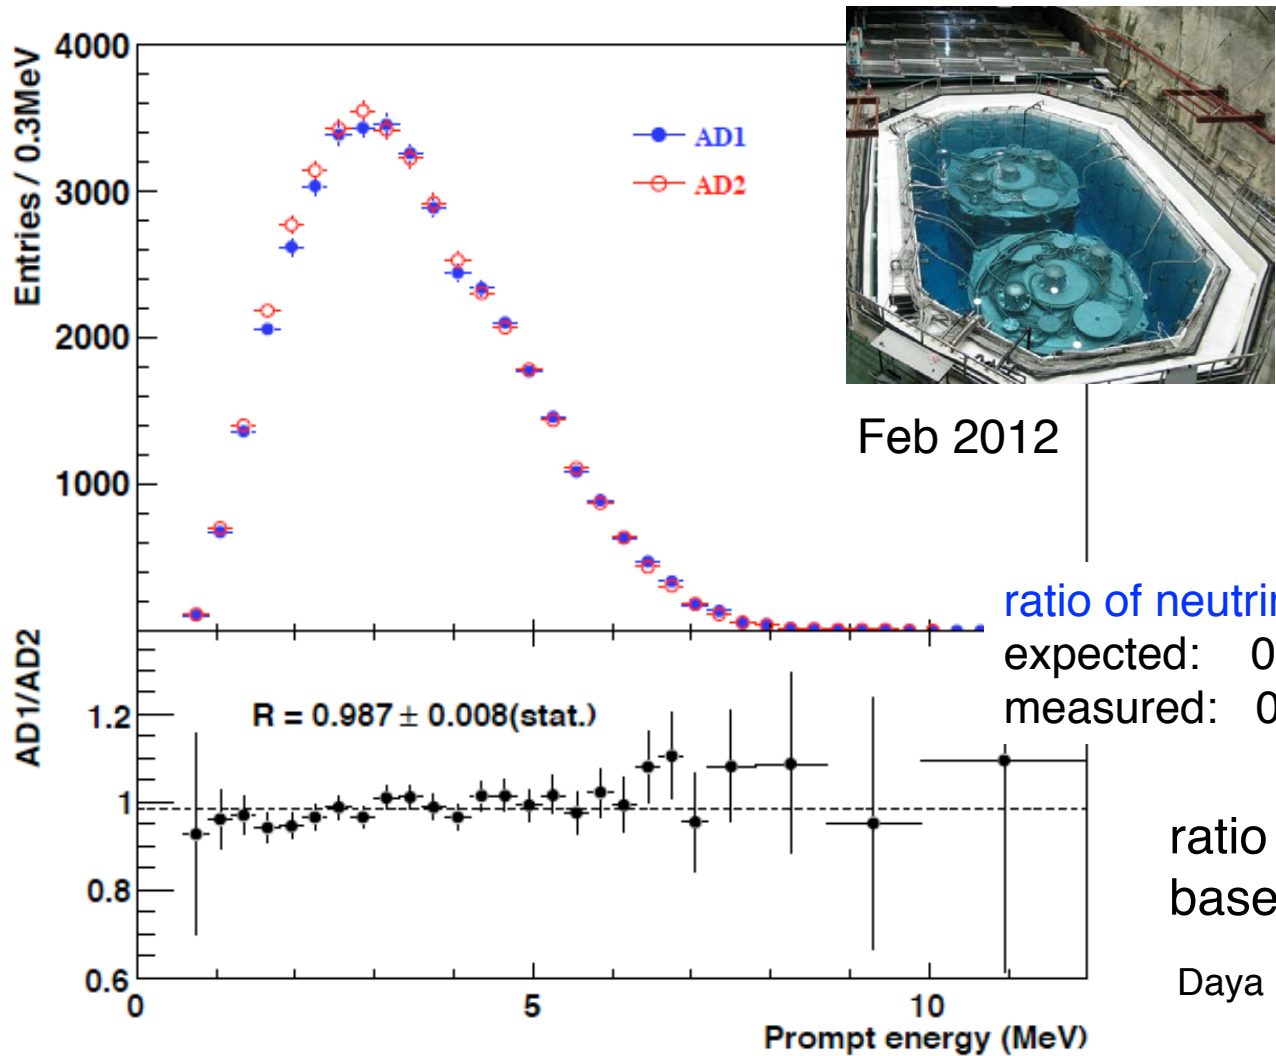 4000
3000
2000
1000
Entries / 0.3MeV
AD1
AD2
Feb 2012
ratio of
expected: 0
measured: 0
AD1/AD2
1.2
1
0.8
0.6
R = 0.987 ± 0.008(stat.)
ratio
Daya
0
5
10
Prompt energy (MeV)